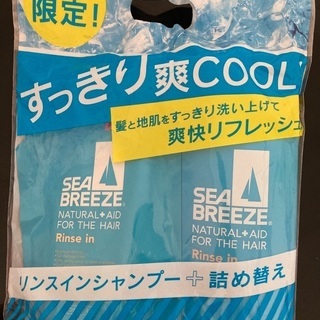 限定!
すっきり爽COOL
髪と地肌をすっきり洗い上げて
爽快リフレッシュ
SEA
BREEZE
NATURAL+AID
FOR THE HAIR
Rinse in
SEA
BREEZE®
NATURAL+AID
FOR THE HAIR
Rinse in
リンスインシャンプー+詰め替え